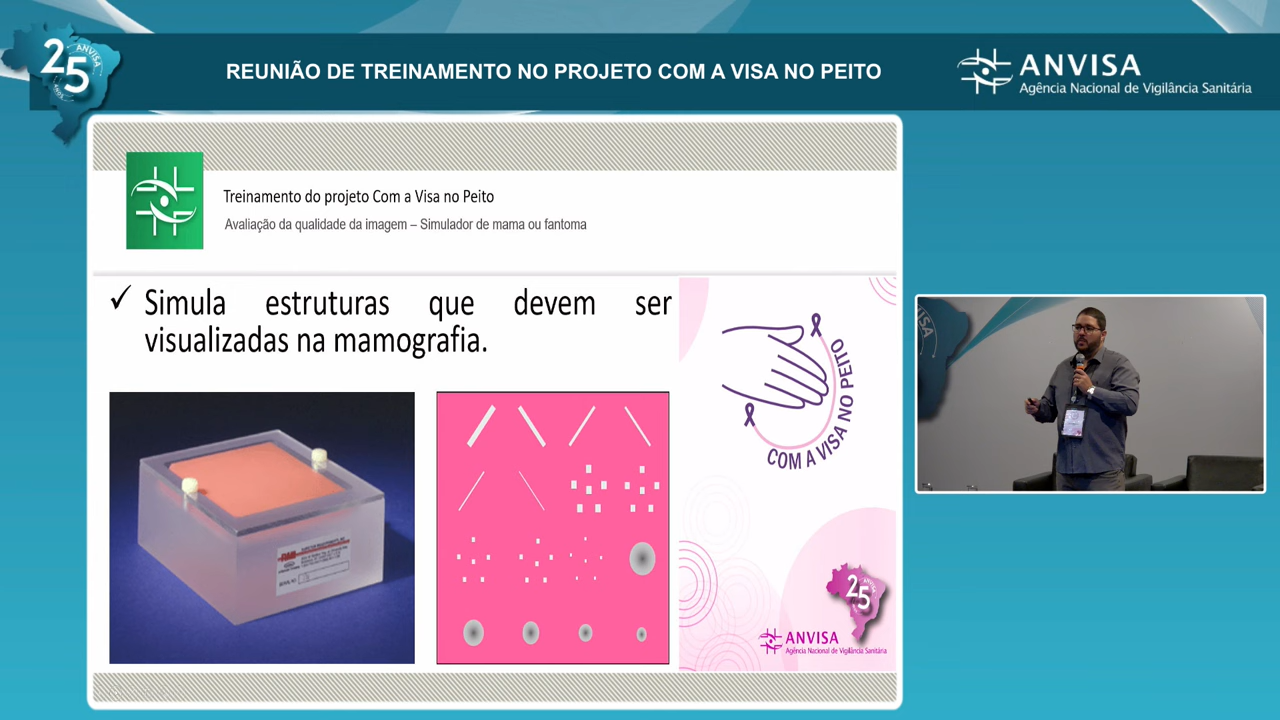 25
ANVISA
ANOS
REUNIÃO DE TREINAMENTO NO PROJETO COM A VISA NO PEITO
ANVISA
Agência Nacional de Vigilância Sanitária
Treinamento do projeto Com a Visa no Peito
Avaliação da qualidade da imagem – Simulador de mama ou fantoma
✓ Simula estruturas que devem ser
visualizadas na mamografia.
COM A VISA NO PEITO
25
ANVISA
Agência Nacional de Vigilância Sanitária